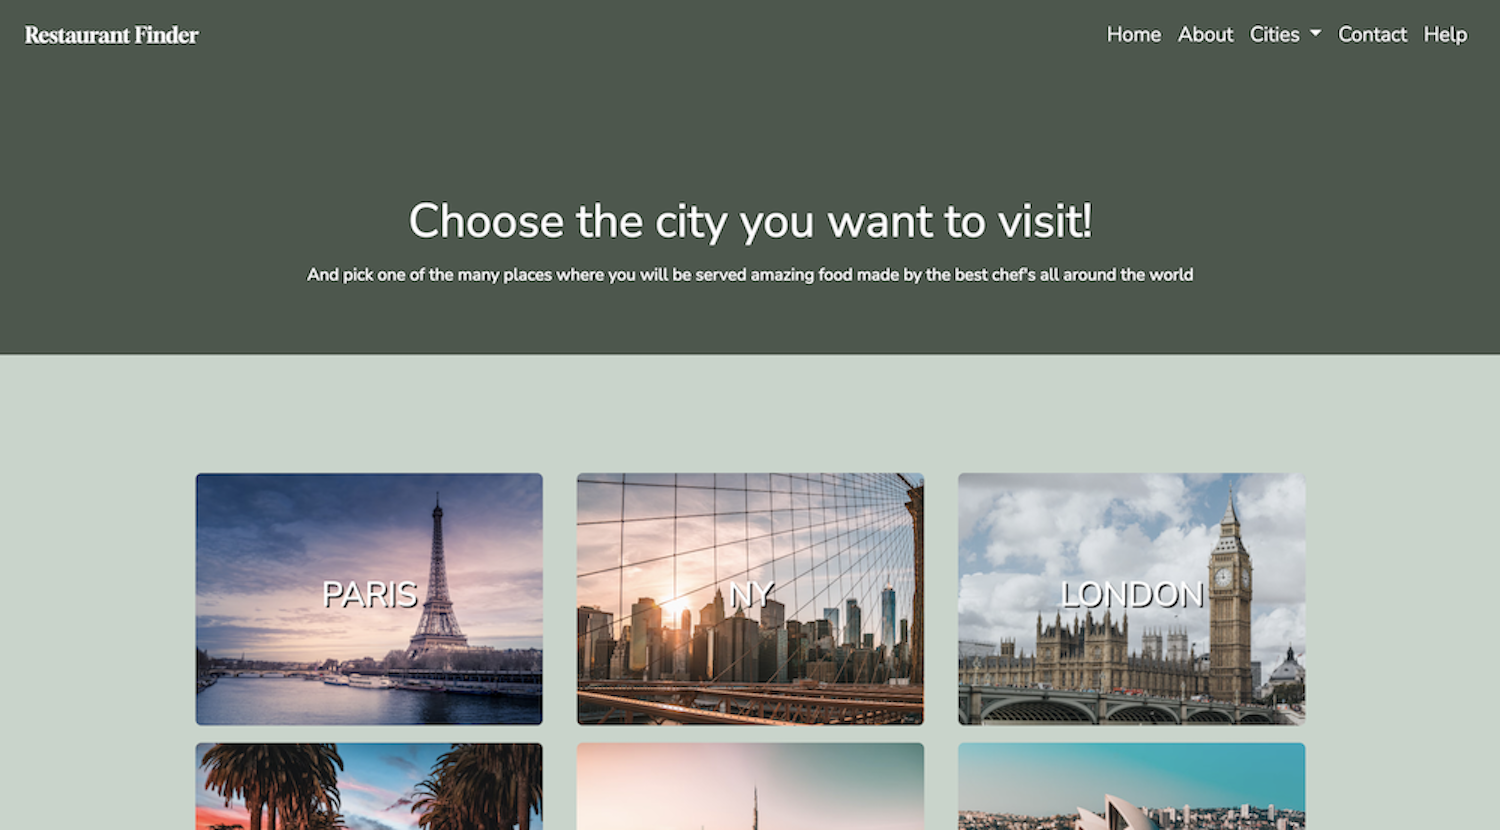 Restaurant Finder
Home About Cities Contact Help
Choose the city you want to visit!
And pick one of the many places where you will be served amazing food made by the best chef's all around the world
PARIS
NY
LONDON